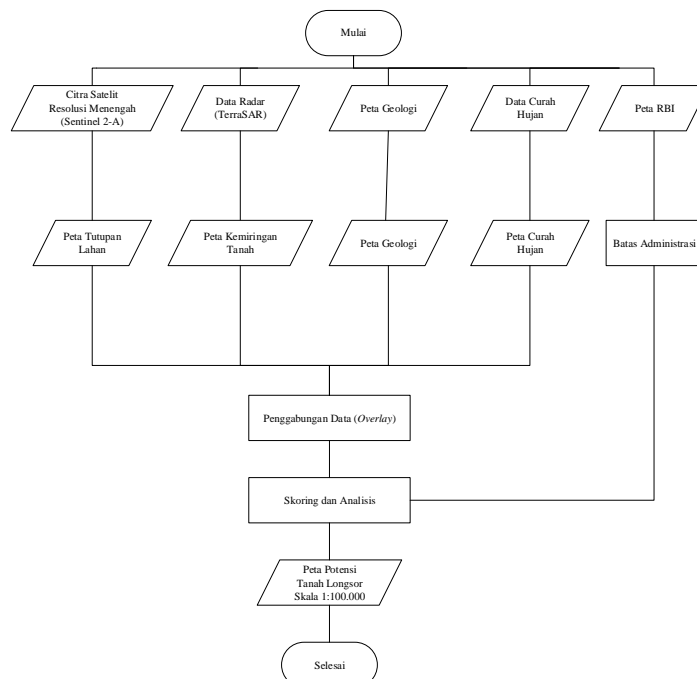 Mulai
Citra Satelit
Resolusi Menengah
(Sentinel 2-A)
Data Radar
(TerraSAR)
Peta Geologi
Data Curah
Hujan
Peta RBI
Peta Tutupan
Lahan
Peta Kemiringan
Tanah
Peta Geologi
Peta Curah
Hujan
Batas Administrasi
Penggabungan Data (Overlay)
Skoring dan Analisis
Peta Potensi
Tanah Longsor
Skala 1:100.000
Selesai